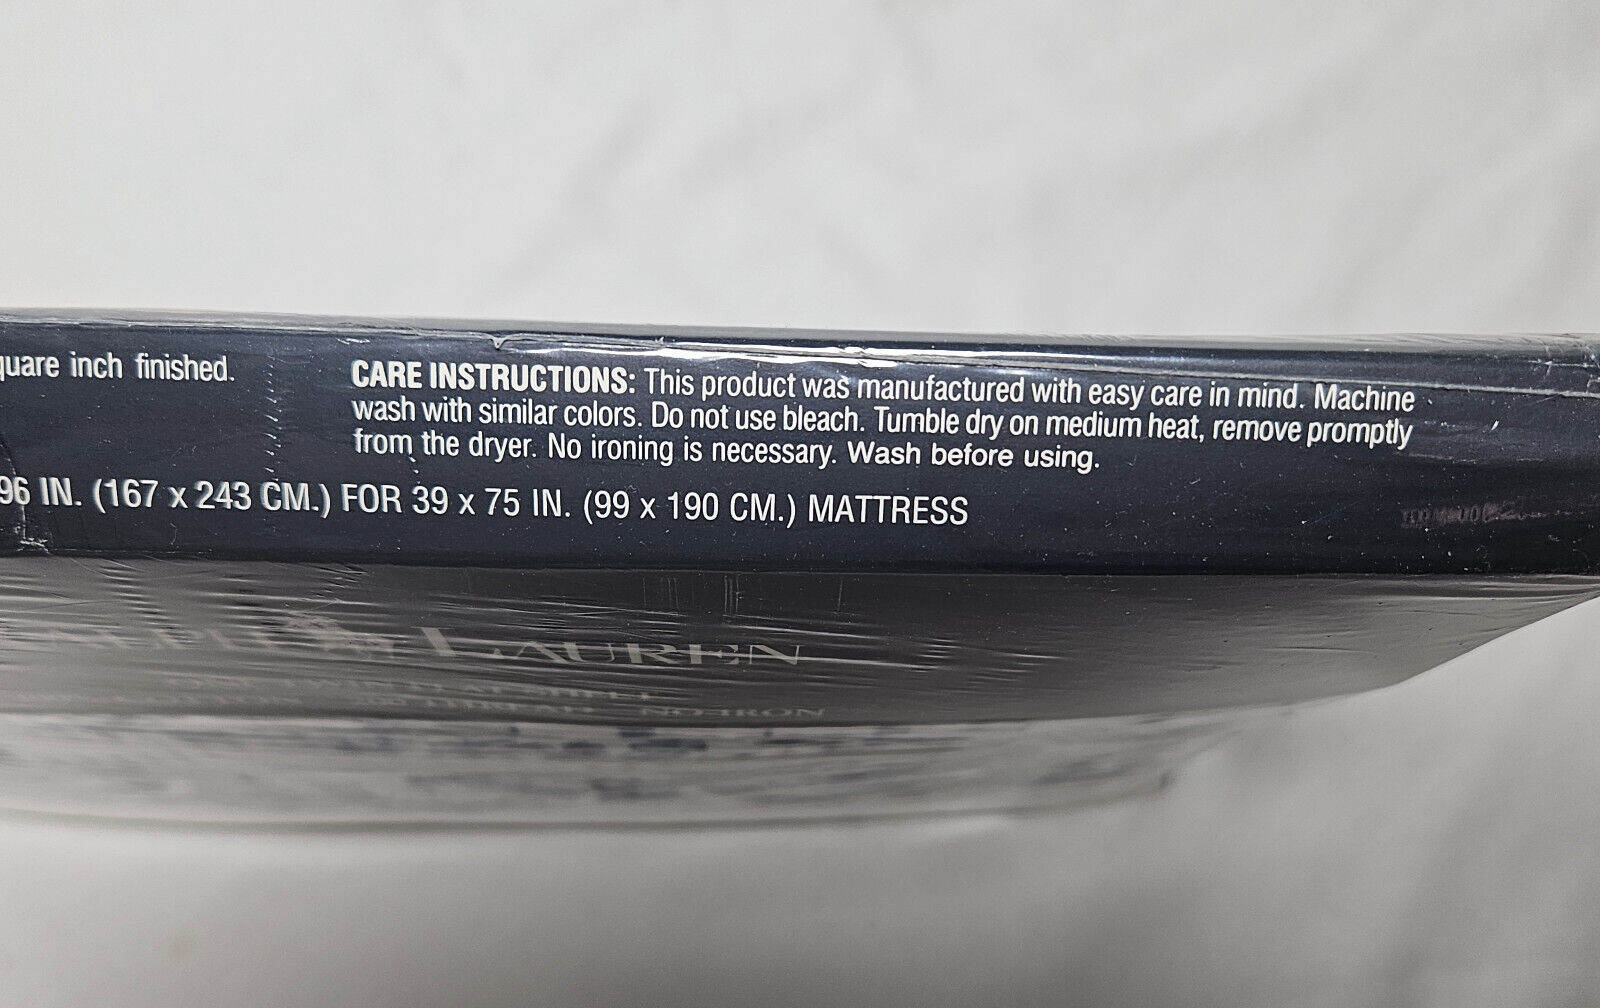 quare inch finished.
CARE INSTRUCTIONS: This product was manufactured with easy care in mind. Machine
wash with similar colors. Do not use bleach. Tumble dry on medium heat, remove promptly
from the dryer. No ironing is necessary. Wash before using.
96 IN. (167 x 243 CM.) FOR 39 x 75 IN. (99 x 190 CM.) MATTRESS
LAUREN
NO-IRON